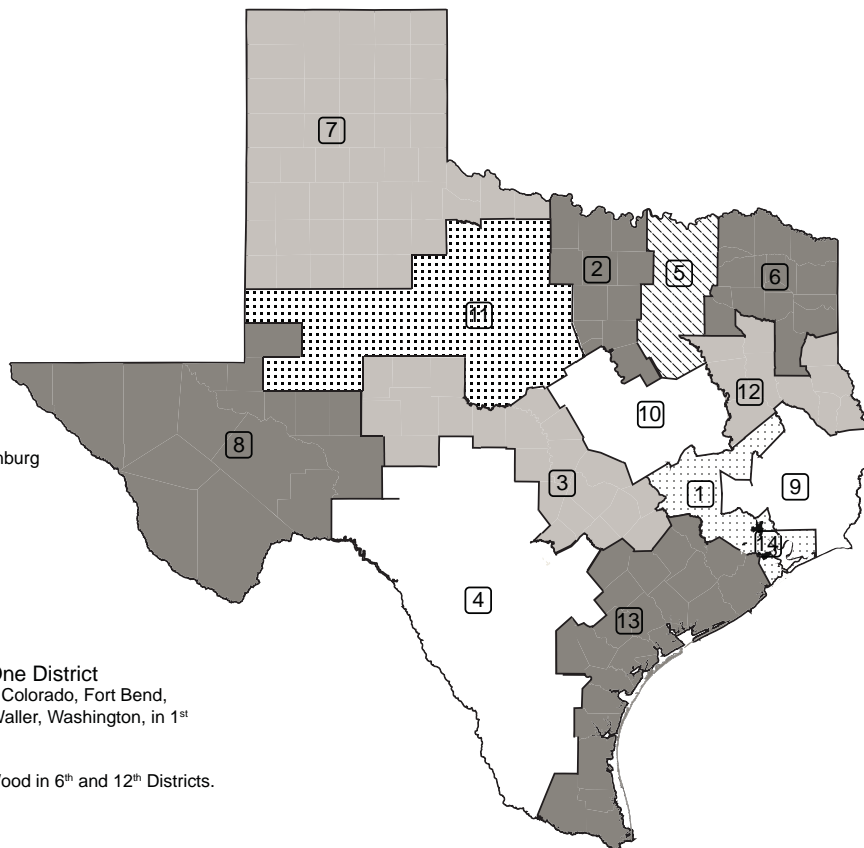 7
2
5
6
11
12
10
8
nburg
3
1
9
14
4
13
One District
Colorado, Fort Bend,
Waller, Washington, in 1st
Wood in 6th and 12th Districts.